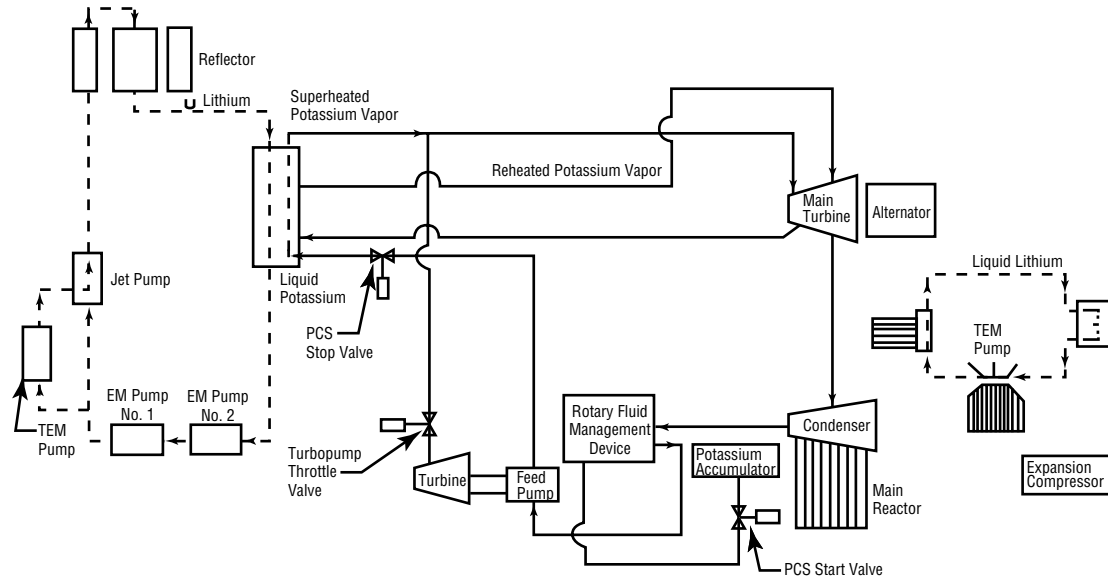 Reflector
Lithium
Superheated
Potassium Vapor
Reheated Potassium Vapor
Main
Turbine
Alternator
Jet Pump
Liquid
Potassium
PCS
Stop Valve
Liquid Lithium
TEM
Pump
EM Pump
No. 1
EM Pump
No. 2
TEM
Pump
Turbopump
Throttle
Valve
Turbine
Feed
Pump
Rotary Fluid
Management
Device
Potassium
Accumulator
Condenser
Main
Reactor
Expansion
Compressor
PCS Start Valve